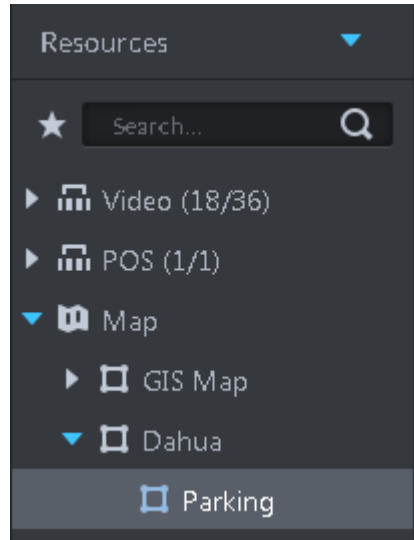 Resources
Search...
Video (18/36)
POS (1/1)
Map
GIS Map
Dahua
Parking